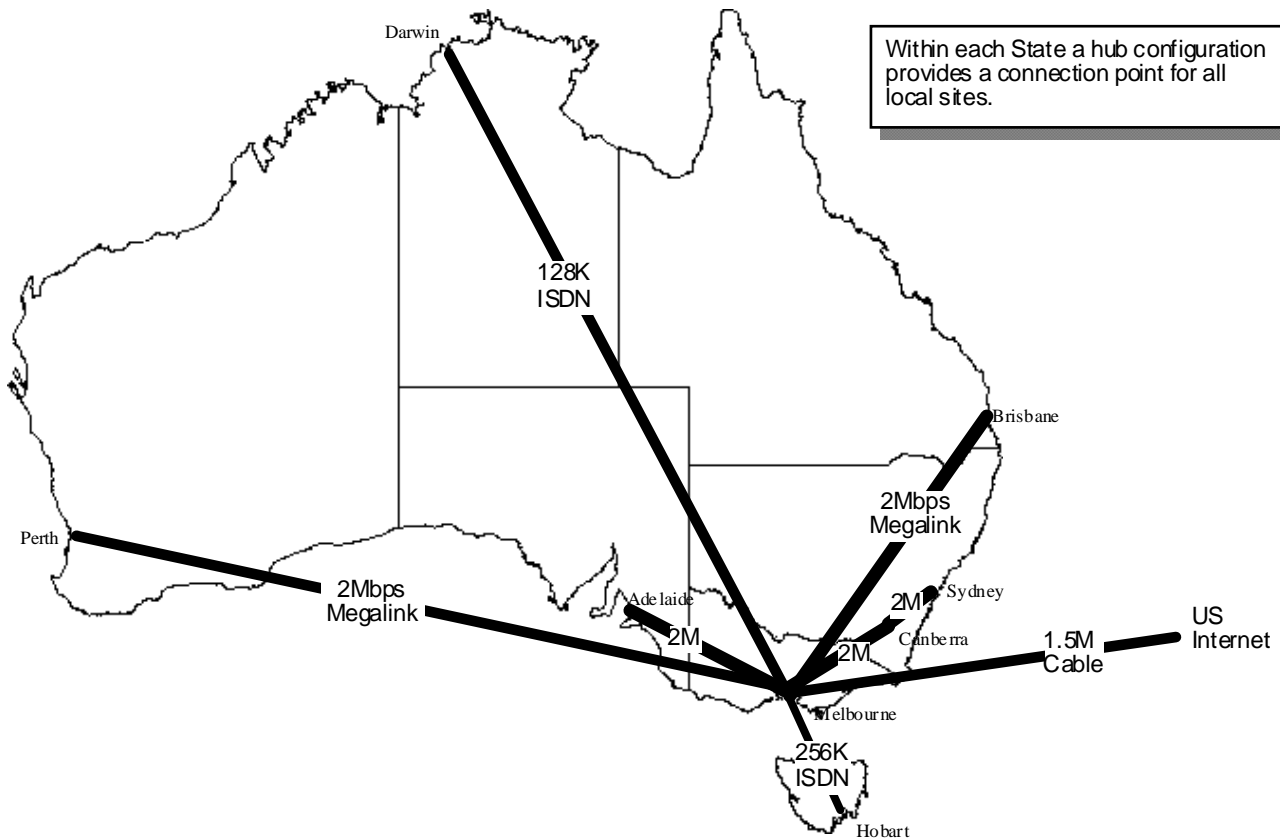 Darwin
Within each State a hub configuration
provides a connection point for all
local sites.
128K
ISDN
Brisbane
2Mbps
Megalink
Perth
2Mbps
Megalink
Adelaide
2M
2M
Sydney
Canberra
2M
US
Internet
1.5M
Cable
Melbourne
256K
ISDN
Hobart